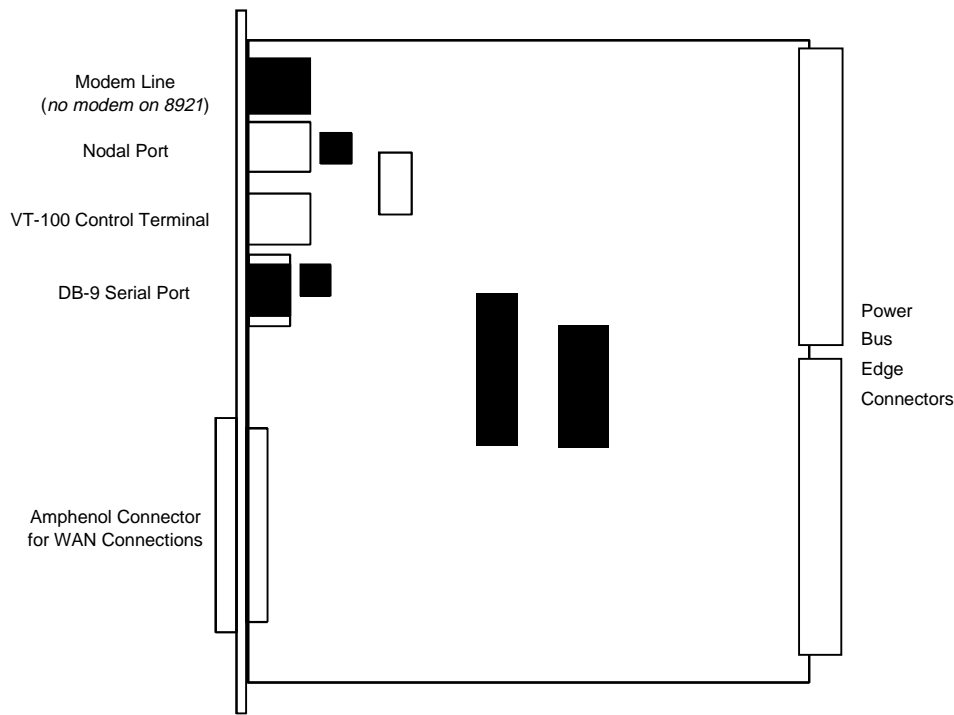 Modem Line
(no modem on 8921)
Nodal Port
VT-100 Control Terminal
DB-9 Serial Port
Power
Bus
Edge
Connectors
Amphenol Connector
for WAN Connections